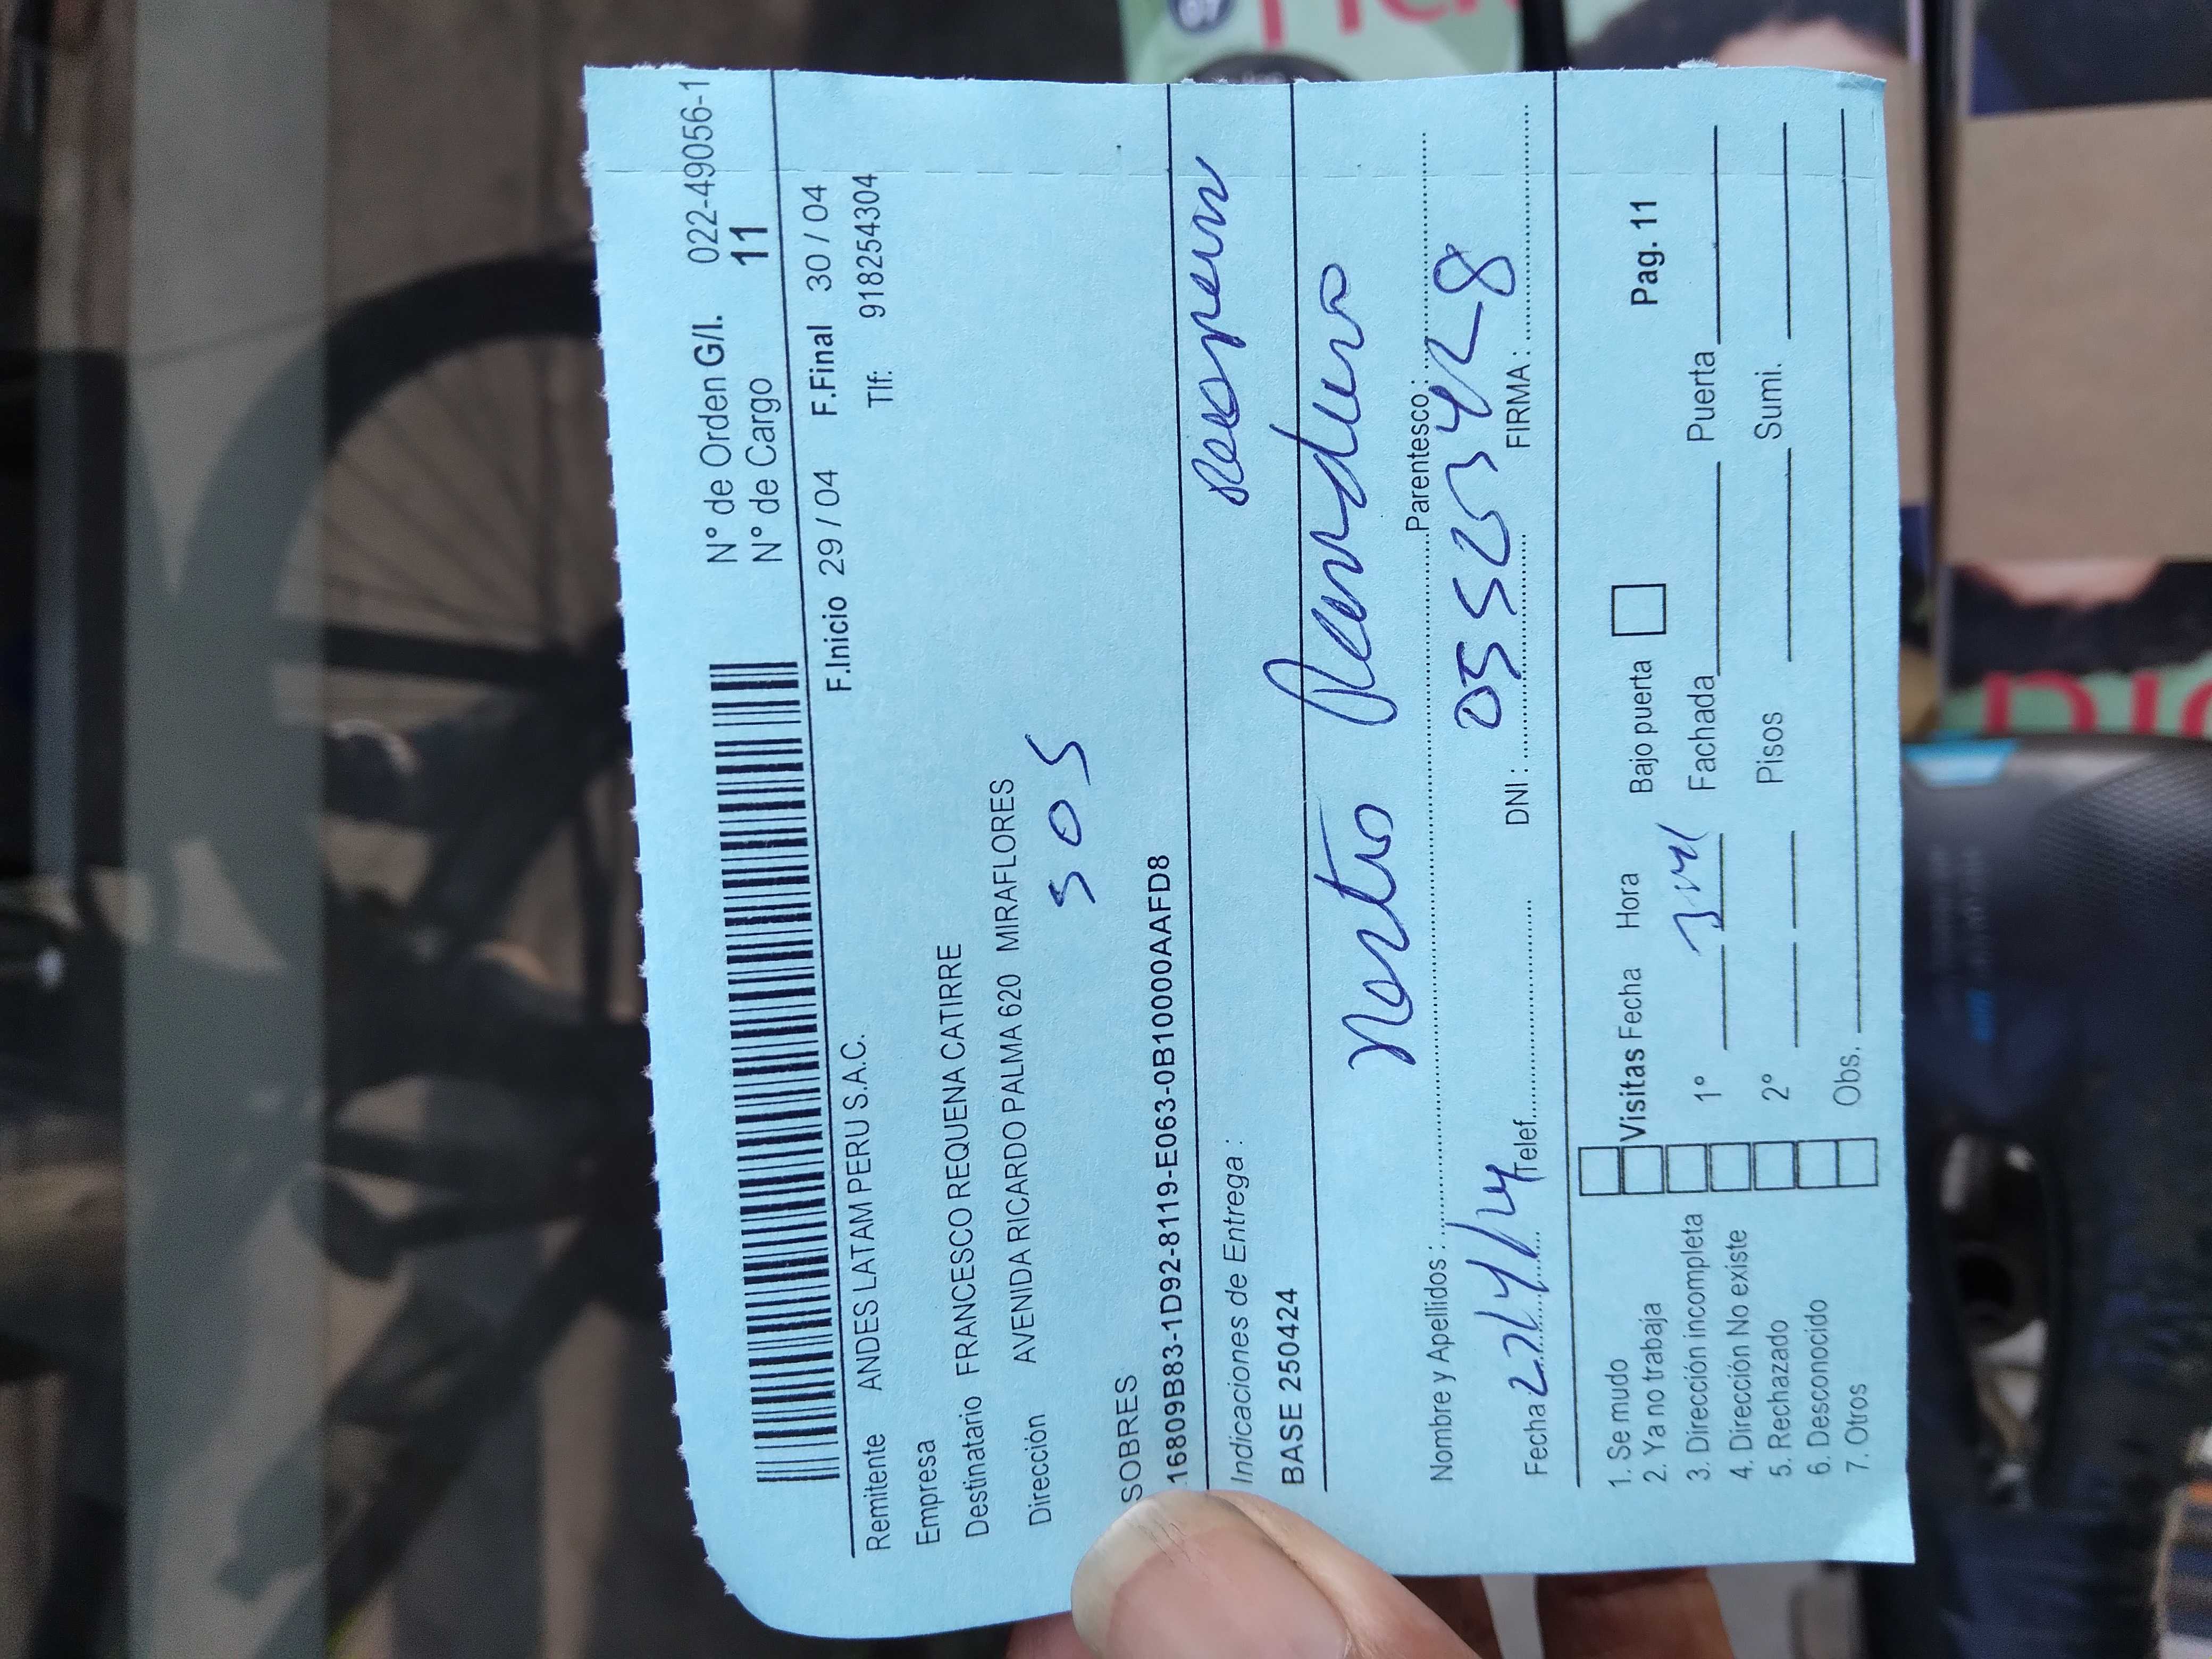 N° de Orden G/I. 022-49056-1
N° de Cargo 11
F.Inicio 29 / 04 F.Final 30 / 04
Remitente ANDES LATAM PERU S.A.C. Tlf: 918254304
Empresa
Destinatario FRANCESCO REQUENA CATIRRE
Dirección AVENIDA RICARDO PALMA 620 MIRAFLORES
505
SOBRES
16809B83-1D92-8119-E063-0B10000AAFD8
Indicaciones de Entrega :
BASE 250424
Nombre y Apellidos : Parentesco:
Fecha Telef. DNI : FIRMA :
1. Se mudo
2. Ya no trabaja Visitas Fecha Hora Bajo puerta Pag. 11
3. Dirección incompleta 1° Fachada Puerta
4. Dirección No existe
5. Rechazado 2° Pisos Sumi.
6. Desconocido
7. Otros Obs.